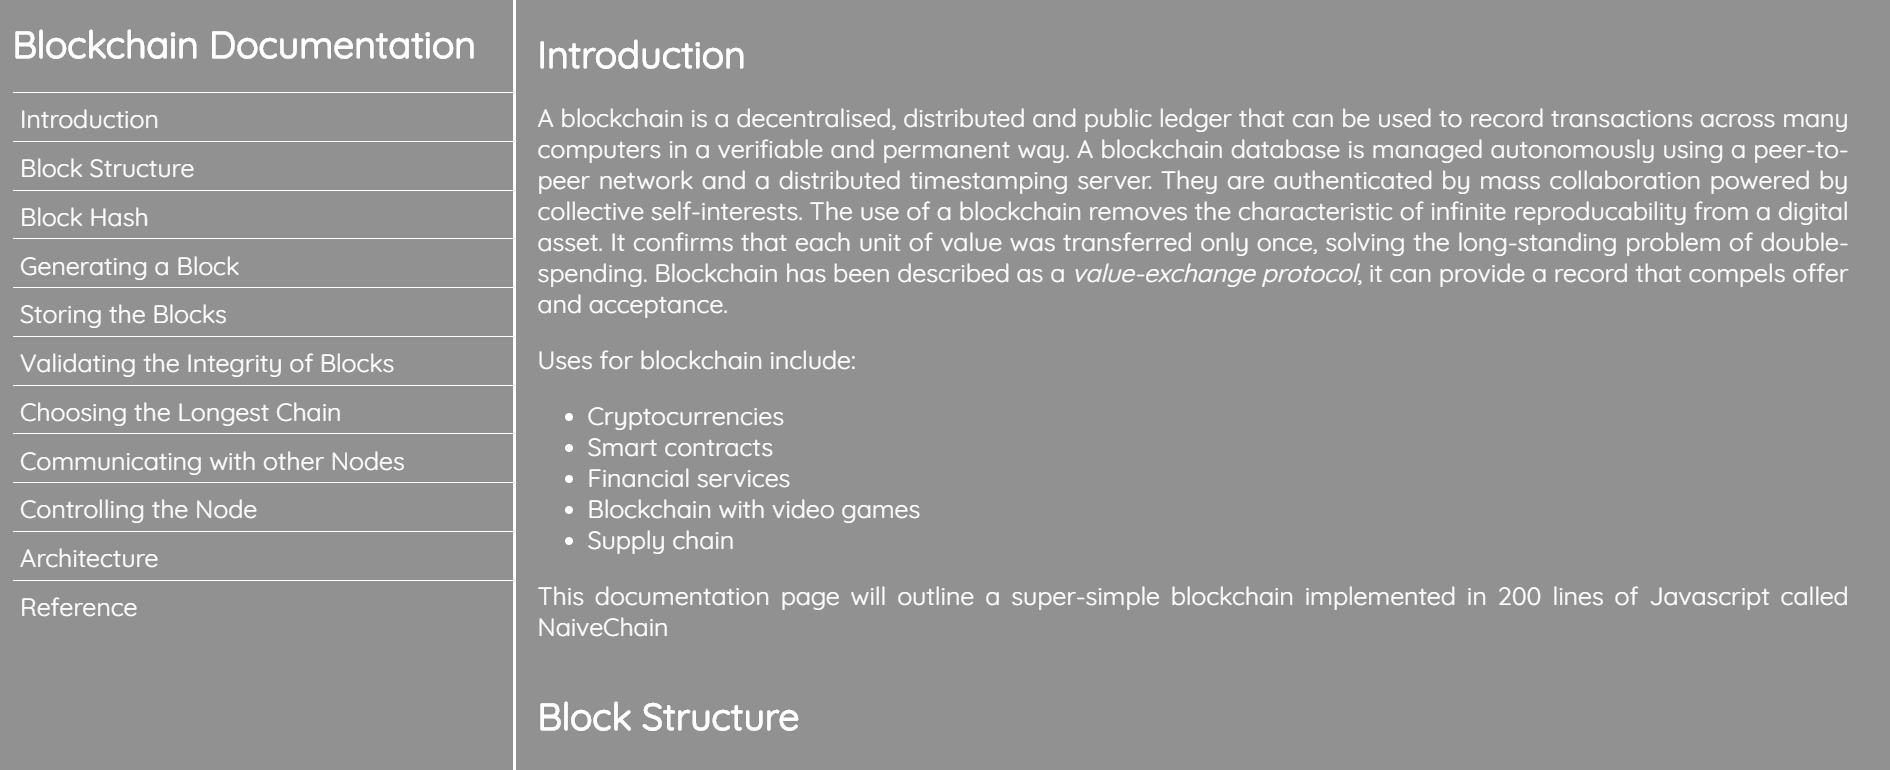 Blockchain Documentation
Introduction
Block Structure
Block Hash
Generating a Block
Storing the Blocks
Validating the Integrity of Blocks
Choosing the Longest Chain
Communicating with other Nodes
Controlling the Node
Architecture
Reference
Introduction
A blockchain is a decentralised, distributed and public ledger that can be used to record transactions across many
computers in a verifiable and permanent way. A blockchain database is managed autonomously using a peer-to-
peer network and a distributed timestamping server. They are authenticated by mass collaboration powered by
collective self-interests. The use of a blockchain removes the characteristic of infinite reproducability from a digital
asset. It confirms that each unit of value was transferred only once, solving the long-standing problem of double-
spending. Blockchain has been described as a value-exchange protocol, it can provide a record that compels offer
and acceptance.
Uses for blockchain include:
• Cryptocurrencies
• Smart contracts
• Financial services
• Blockchain with video games
• Supply chain
This documentation page will outline a super-simple blockchain implemented in 200 lines of Javascript called
NaiveChain
Block Structure